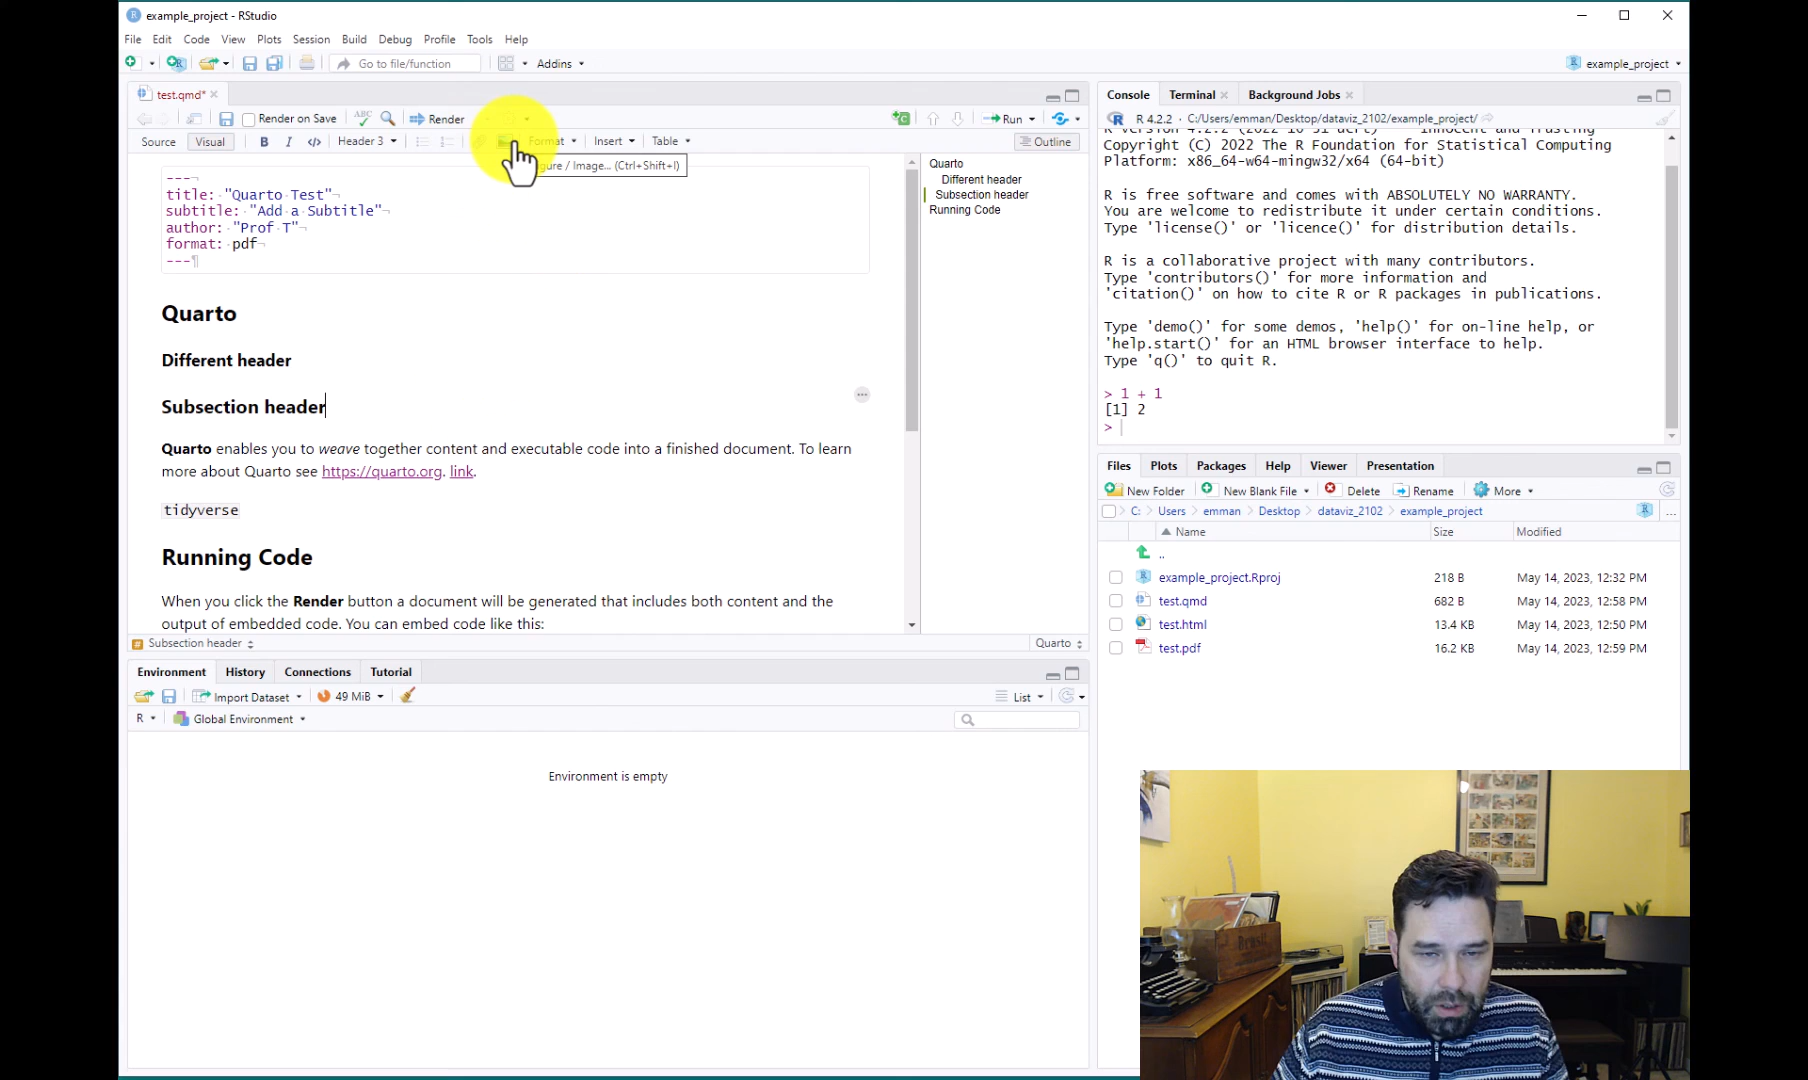 example_project - RStudio
File Edit Code View Plots Session Build Debug Profile Tools Help
Go to file/function Addins example_project
test.qmd*
Render on Save ABC Render Run
Source Visual B I </> Header 3 Format Insert Table Outline
gure / Image... (Ctrl+Shift+I)
---
title: "Quarto Test"
subtitle: "Add a Subtitle"
author: "Prof T"
format: pdf
---
Quarto
Different header
Subsection header
Quarto enables you to weave together content and executable code into a finished document. To learn
more about Quarto see https://quarto.org. link.
tidyverse
Running Code
When you click the Render button a document will be generated that includes both content and the
output of embedded code. You can embed code like this:
Quarto
Different header
Subsection header
Running Code
Subsection header Quarto
Environment History Connections Tutorial
Import Dataset 49 MiB List
R Global Environment
Environment is empty
Console Terminal Background Jobs
R 4.2.2 · C:/Users/emman/Desktop/dataviz_2102/example_project/
Copyright (C) 2022 The R Foundation for Statistical Computing
Platform: x86_64-w64-mingw32/x64 (64-bit)
R is free software and comes with ABSOLUTELY NO WARRANTY.
You are welcome to redistribute it under certain conditions.
Type 'license()' or 'licence()' for distribution details.
R is a collaborative project with many contributors.
Type 'contributors()' for more information and
'citation()' on how to cite R or R packages in publications.
Type 'demo()' for some demos, 'help()' for on-line help, or
'help.start()' for an HTML browser interface to help.
Type 'q()' to quit R.
> 1 + 1
[1] 2
>
Files Plots Packages Help Viewer Presentation
New Folder New Blank File Delete Rename More
C: Users emman Desktop dataviz_2102 example_project
Name Size Modified
..
example_project.Rproj 218 B May 14, 2023, 12:32 PM
test.qmd 682 B May 14, 2023, 12:58 PM
test.html 13.4 KB May 14, 2023, 12:50 PM
test.pdf 16.2 KB May 14, 2023, 12:59 PM